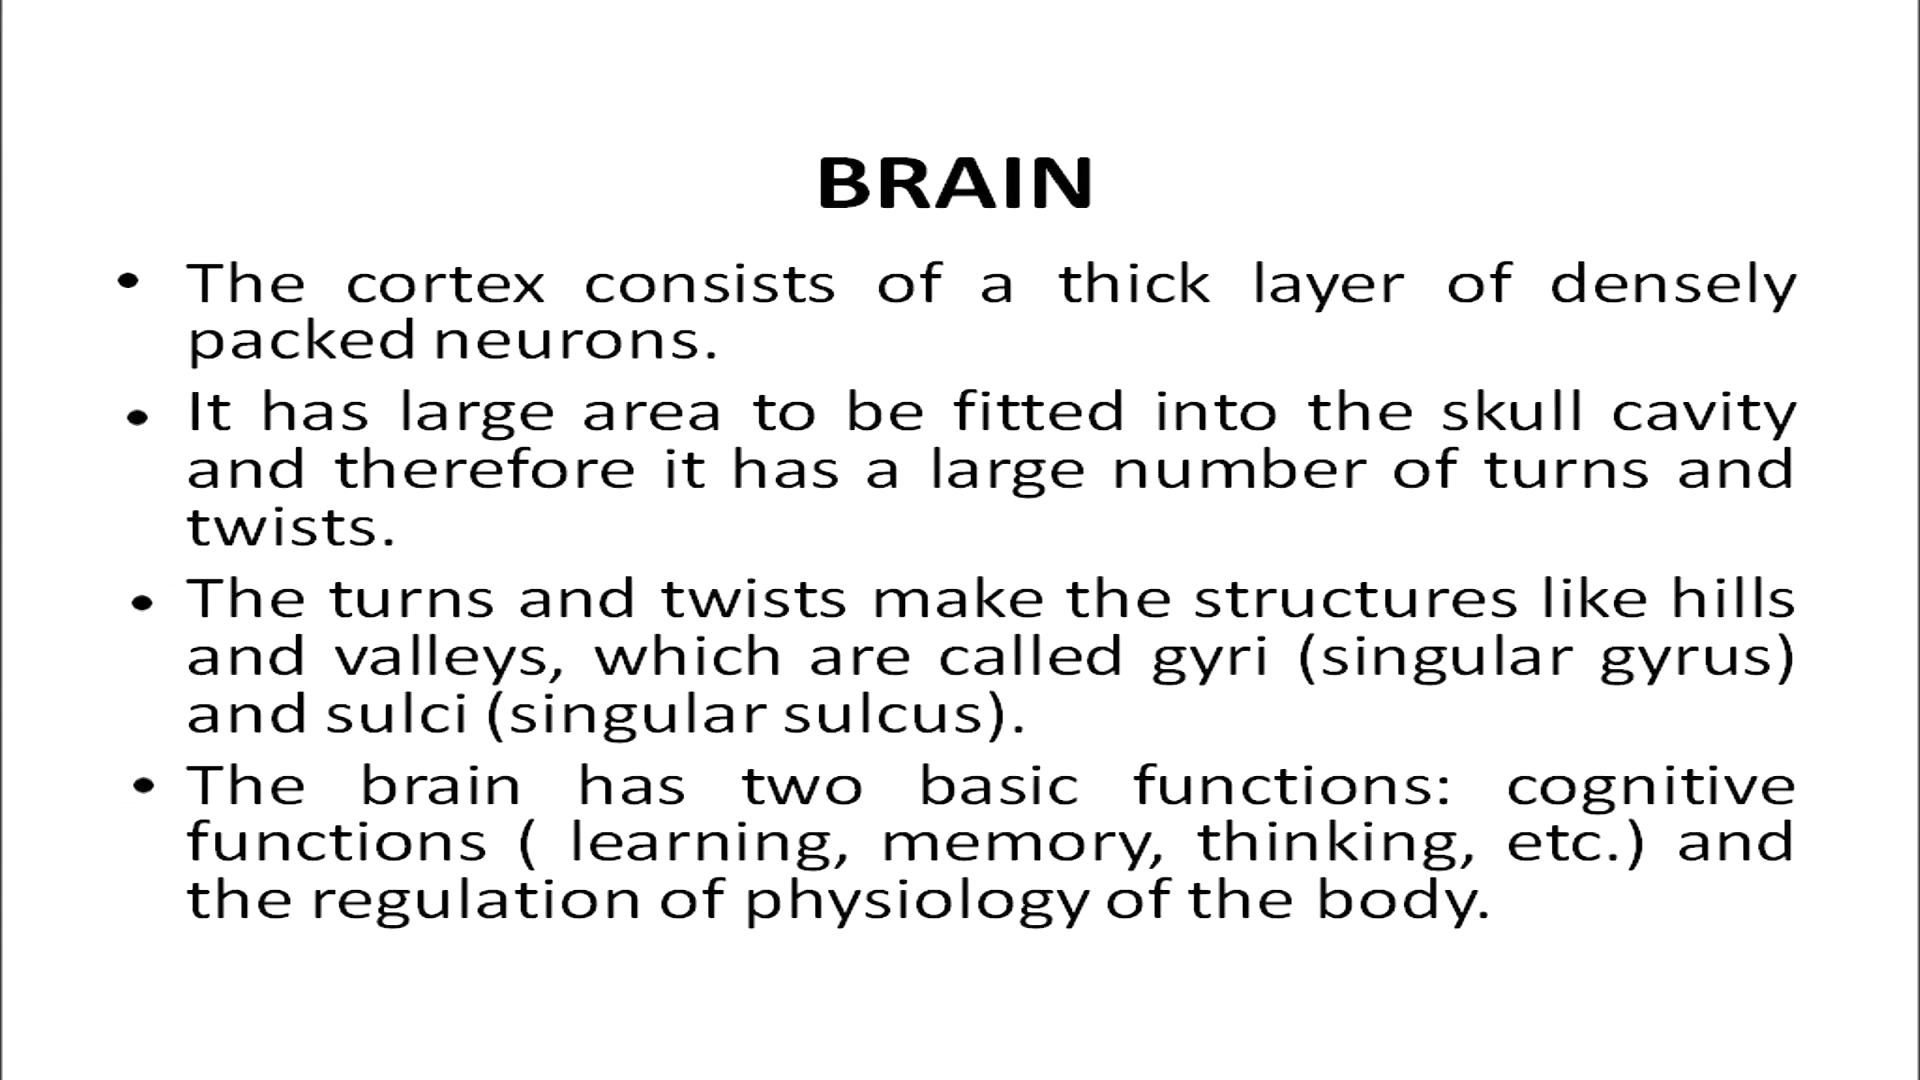 BRAIN
• The cortex consists of a thick layer of densely
packed neurons.
• It has large area to be fitted into the skull cavity
and therefore it has a large number of turns and
twists.
• The turns and twists make the structures like hills
and valleys, which are called gyri (singular gyrus)
and sulci (singular sulcus).
• The brain has two basic functions: cognitive
functions ( learning, memory, thinking, etc.) and
the regulation of physiology of the body.